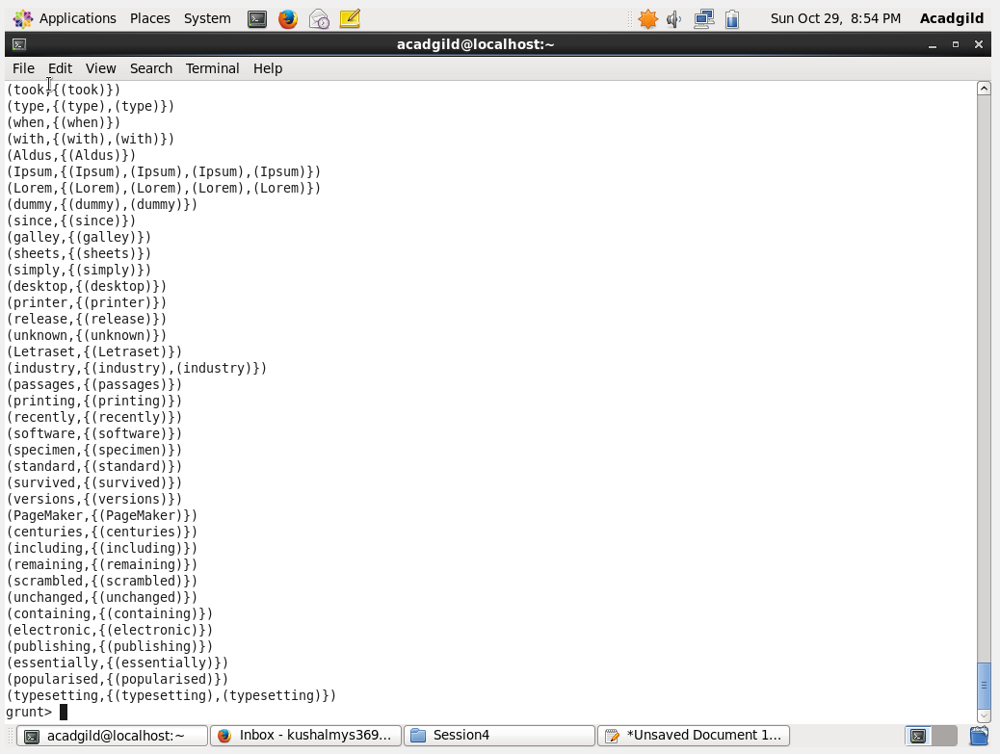 Applications Places System Sun Oct 29, 8:54 PM Acadgild
acadgild@localhost:~
File Edit View Search Terminal Help
(took,{(took)})
(type,{(type),(type)})
(when,{(when)})
(with,{(with),(with)})
(Aldus,{(Aldus)})
(Ipsum,{(Ipsum),(Ipsum),(Ipsum),(Ipsum)})
(Lorem,{(Lorem),(Lorem),(Lorem),(Lorem)})
(dummy,{(dummy),(dummy)})
(since,{(since)})
(galley,{(galley)})
(sheets,{(sheets)})
(simply,{(simply)})
(desktop,{(desktop)})
(printer,{(printer)})
(release,{(release)})
(unknown,{(unknown)})
(Letraset,{(Letraset)})
(industry,{(industry),(industry)})
(passages,{(passages)})
(printing,{(printing)})
(recently,{(recently)})
(software,{(software)})
(specimen,{(specimen)})
(standard,{(standard)})
(survived,{(survived)})
(versions,{(versions)})
(PageMaker,{(PageMaker)})
(centuries,{(centuries)})
(including,{(including)})
(remaining,{(remaining)})
(scrambled,{(scrambled)})
(unchanged,{(unchanged)})
(containing,{(containing)})
(electronic,{(electronic)})
(publishing,{(publishing)})
(essentially,{(essentially)})
(popularised,{(popularised)})
(typesetting,{(typesetting),(typesetting)})
grunt>
acadgild@localhost:~ Inbox - kushalmys369... Session4 *Unsaved Document 1...